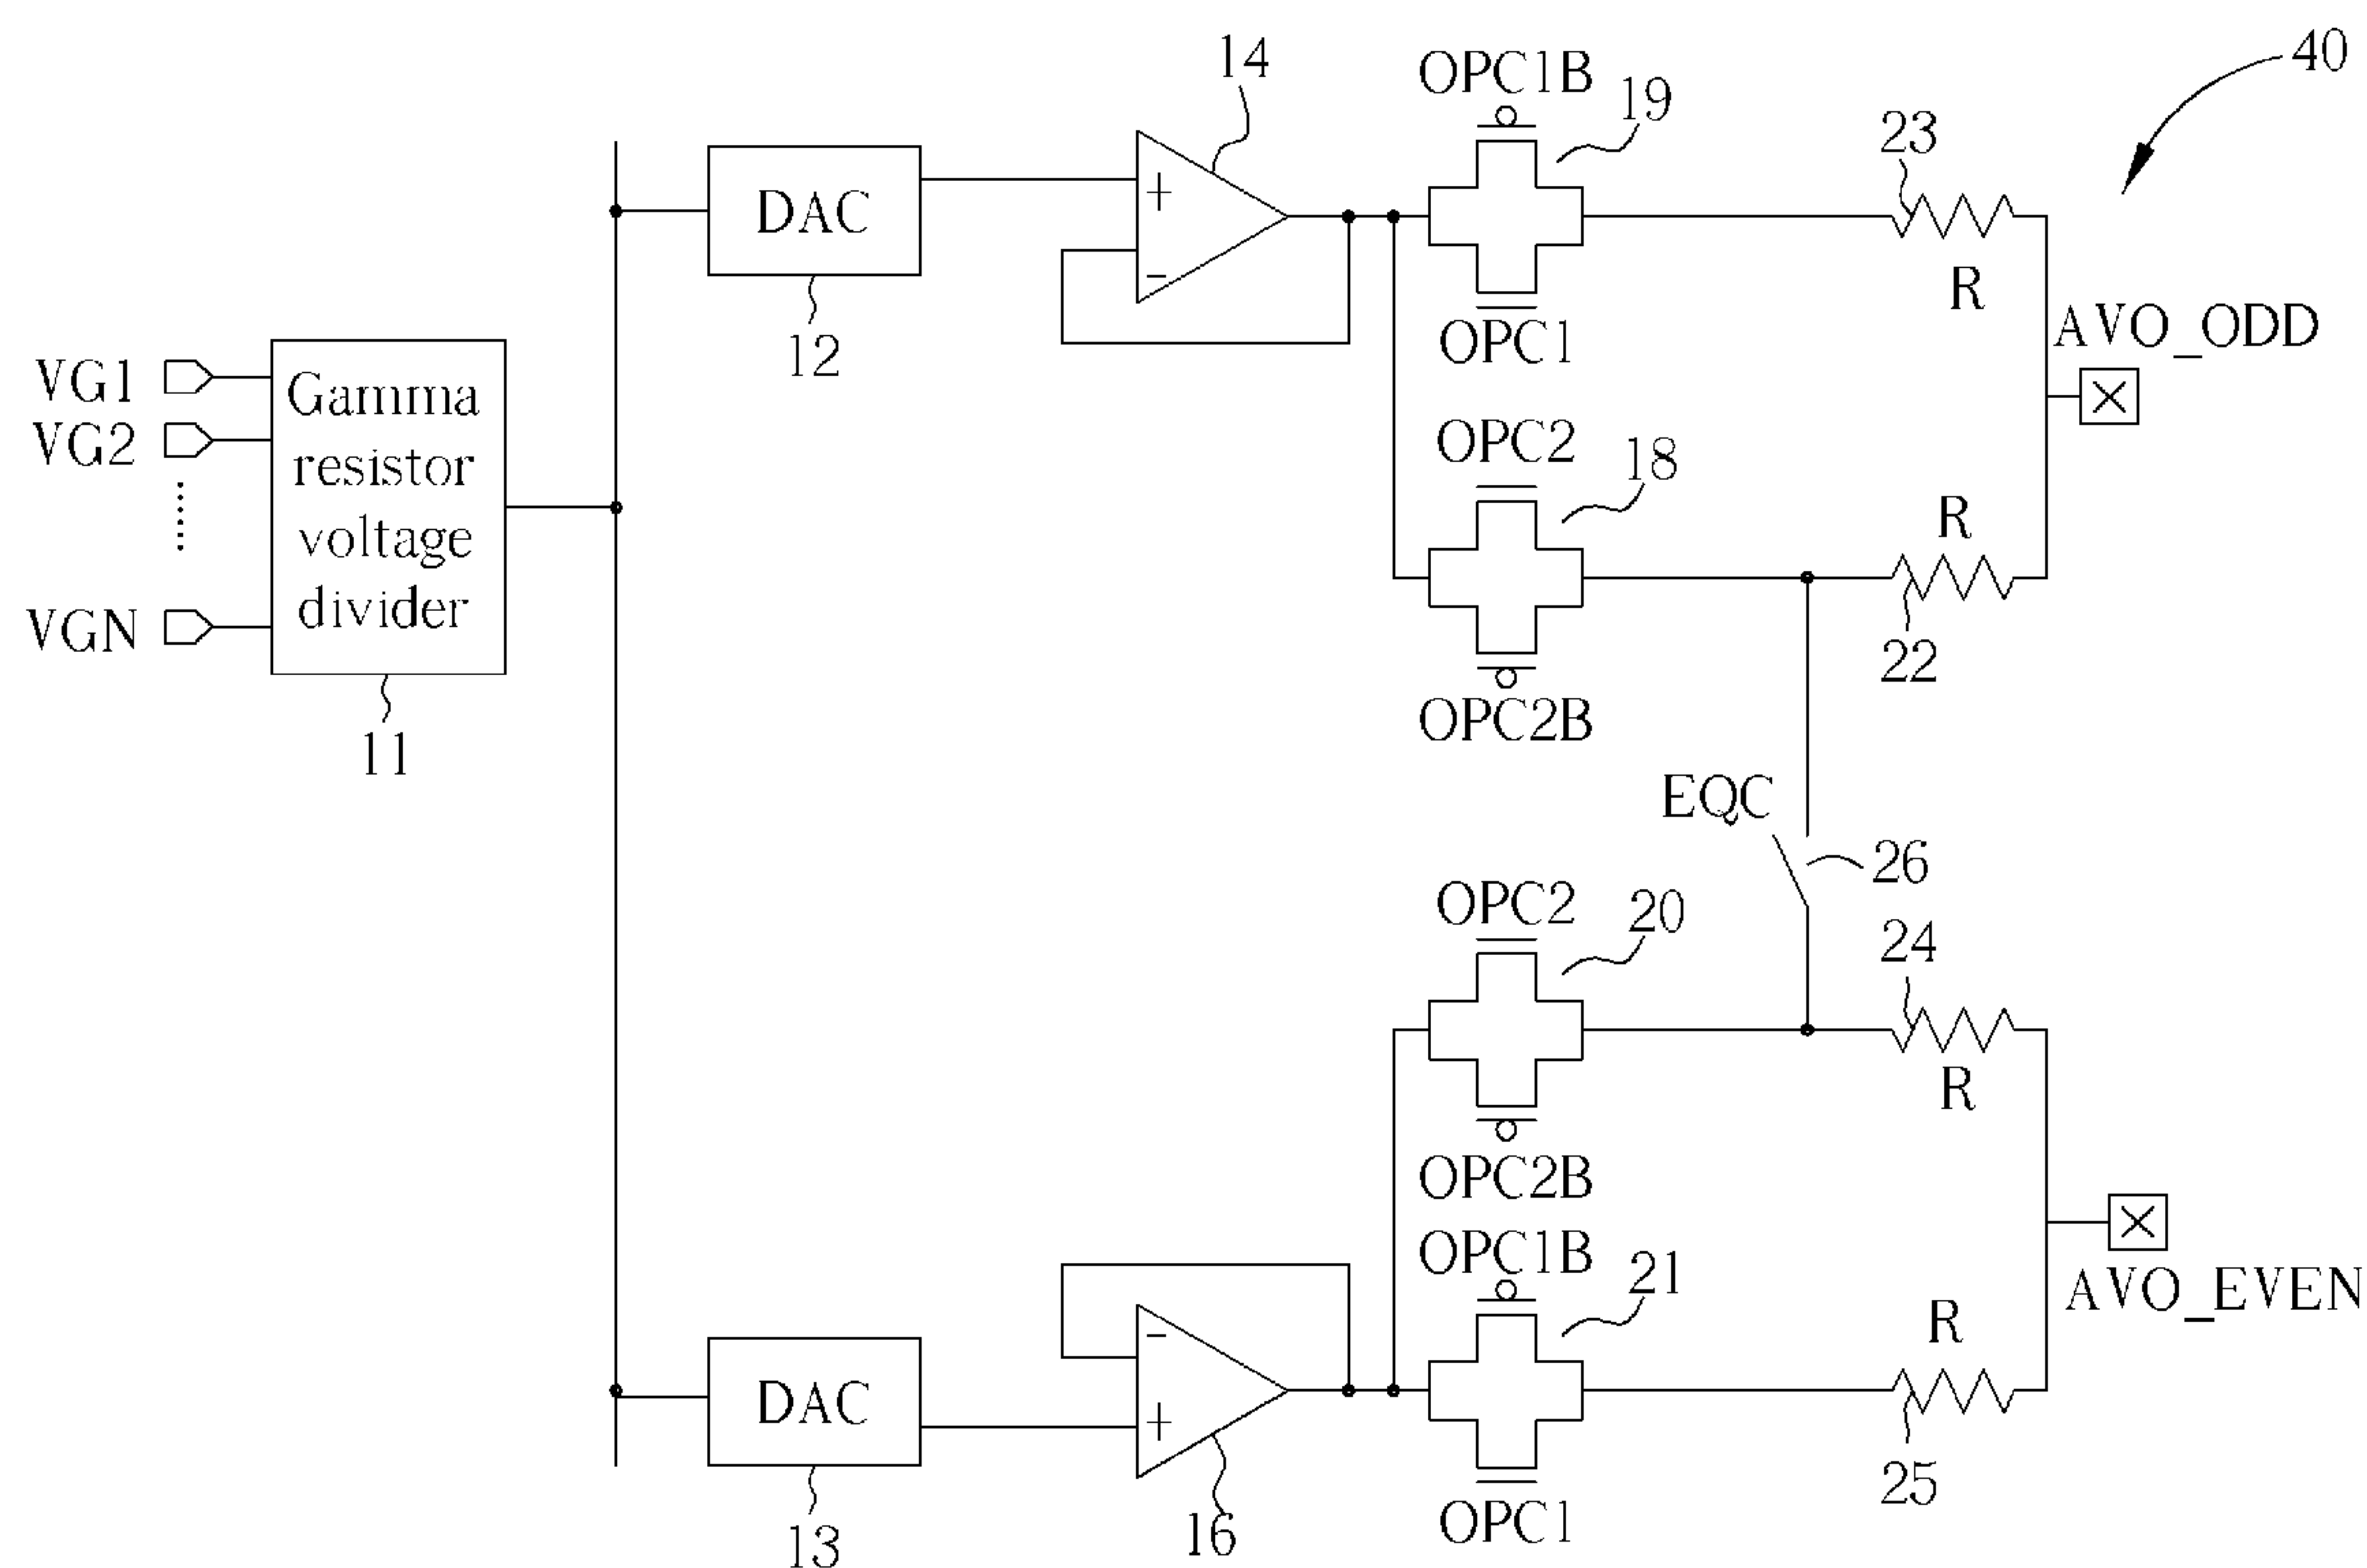 40
14
OPC1B
19
23
DAC
+
−
12
R
OPC1
AVO_ODD
VG1
VG2
VGN
Gamma
resistor
voltage
divider
11
OPC2
18
R
22
OPC2B
EQC
26
OPC2
20
24
R
OPC2B
OPC1B
21
AVO_EVEN
R
DAC
−
+
13
16
25
OPC1